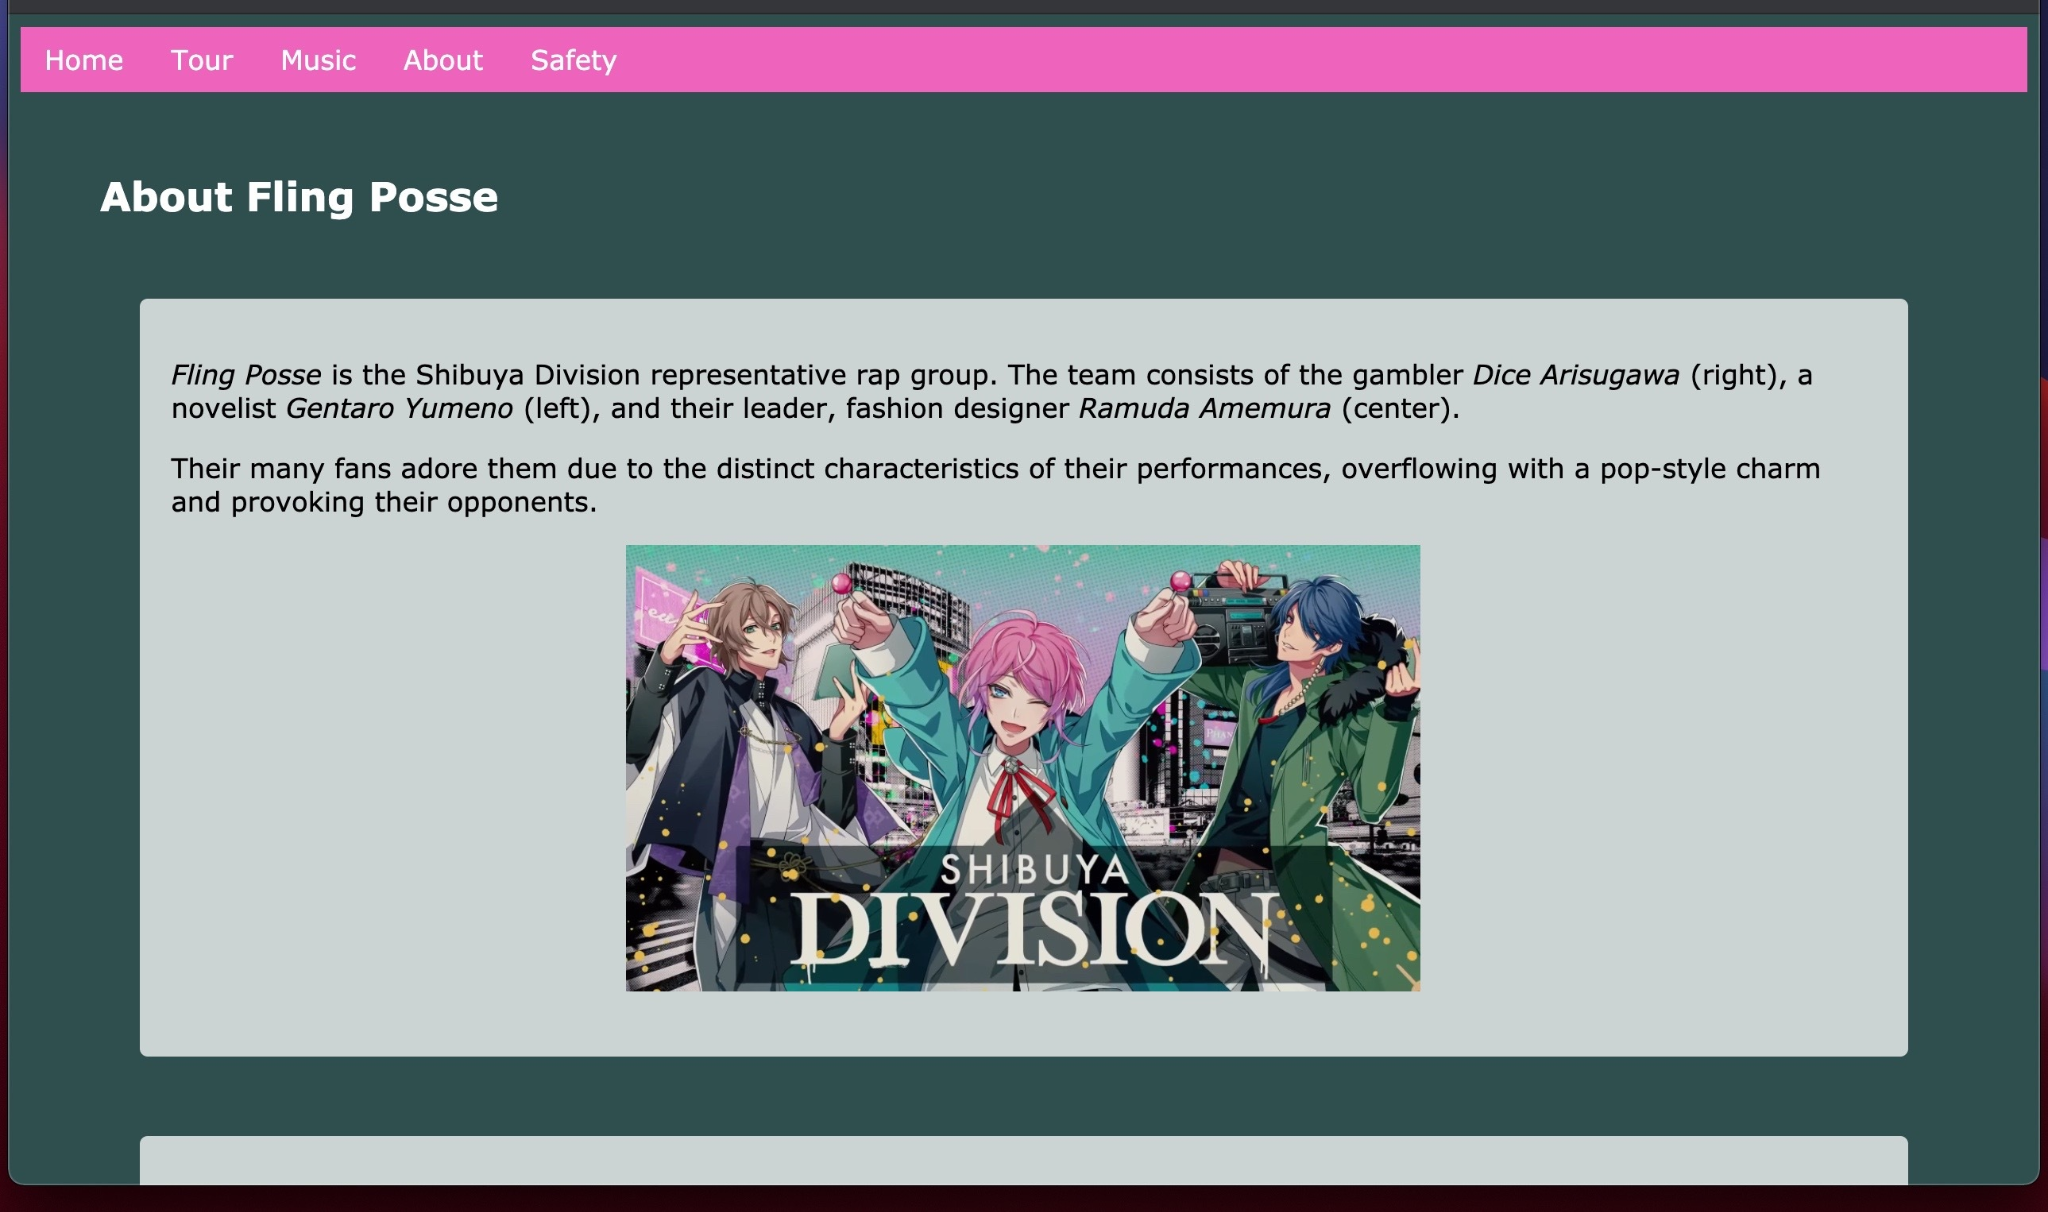 Home Tour Music About Safety
About Fling Posse
Fling Posse is the Shibuya Division representative rap group. The team consists of the gambler Dice Arisugawa (right), a
novelist Gentaro Yumeno (left), and their leader, fashion designer Ramuda Amemura (center).
Their many fans adore them due to the distinct characteristics of their performances, overflowing with a pop-style charm
and provoking their opponents.
SHIBUYA
DIVISION